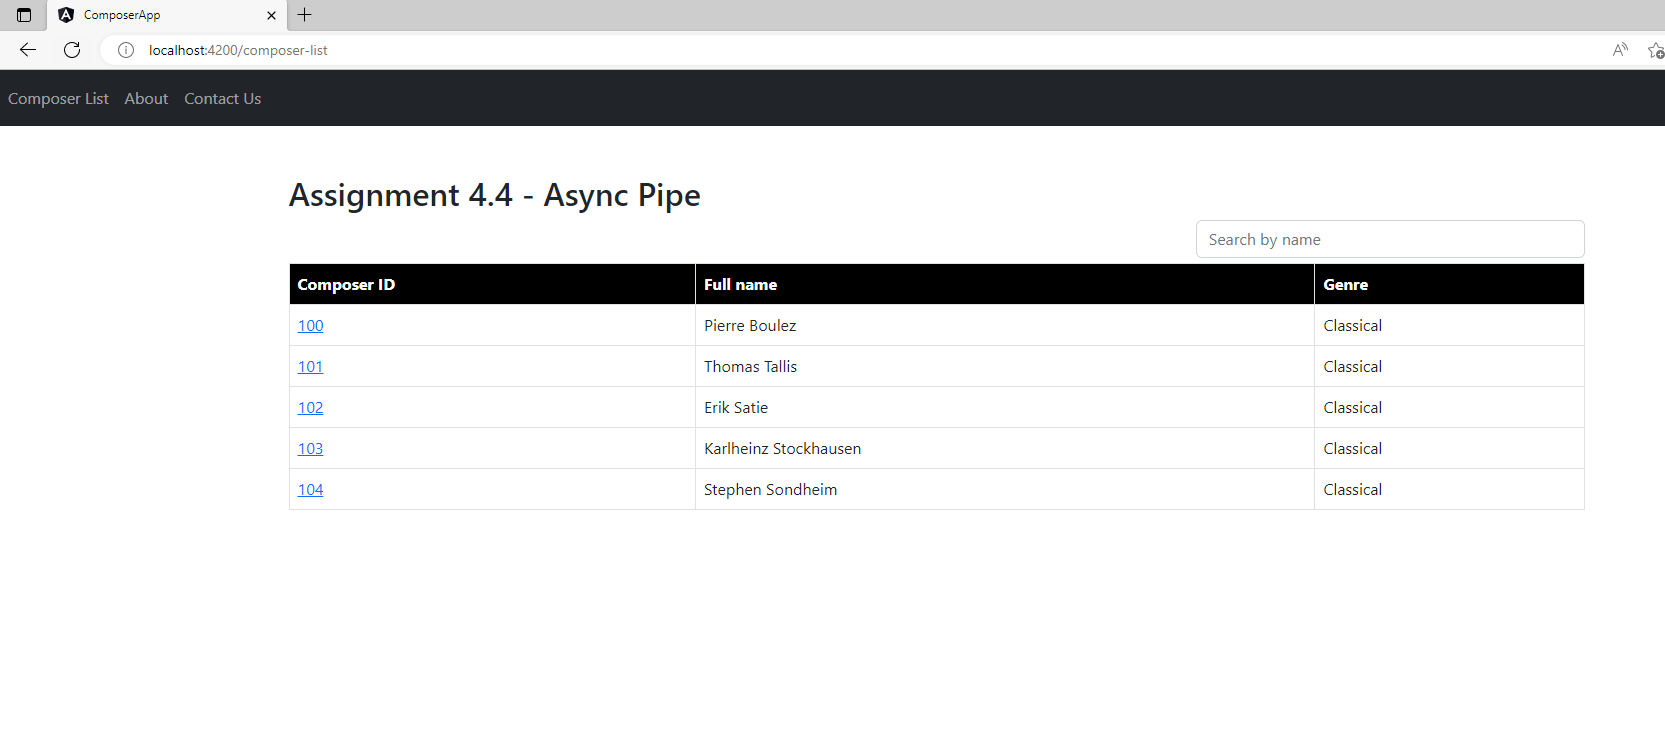 ComposerApp
localhost:4200/composer-list
Composer List About Contact Us
Assignment 4.4 - Async Pipe
Search by name
Composer ID Full name Genre
100 Pierre Boulez Classical
101 Thomas Tallis Classical
102 Erik Satie Classical
103 Karlheinz Stockhausen Classical
104 Stephen Sondheim Classical